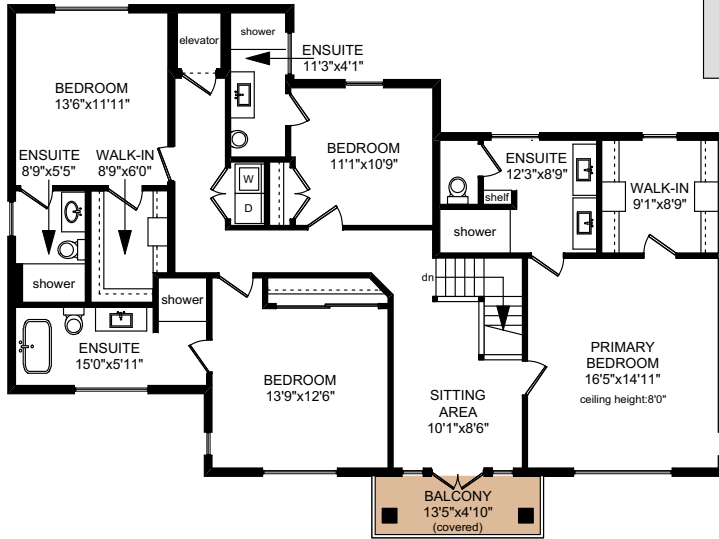 elevator
shower
ENSUITE
11'3"x4'1"
BEDROOM
13'6"x11'11"
BEDROOM
11'1"x10'9"
ENSUITE
8'9"x5'5"
WALK-IN
8'9"x6'0"
W
D
ENSUITE
12'3"x8'9"
shelf
WALK-IN
9'1"x8'9"
shower
shower
shower
dn
ENSUITE
15'0"x5'11"
BEDROOM
13'9"x12'6"
SITTING
AREA
10'1"x8'6"
PRIMARY
BEDROOM
16'5"x14'11"
ceiling height:8'0"
BALCONY
13'5"x4'10"
(covered)